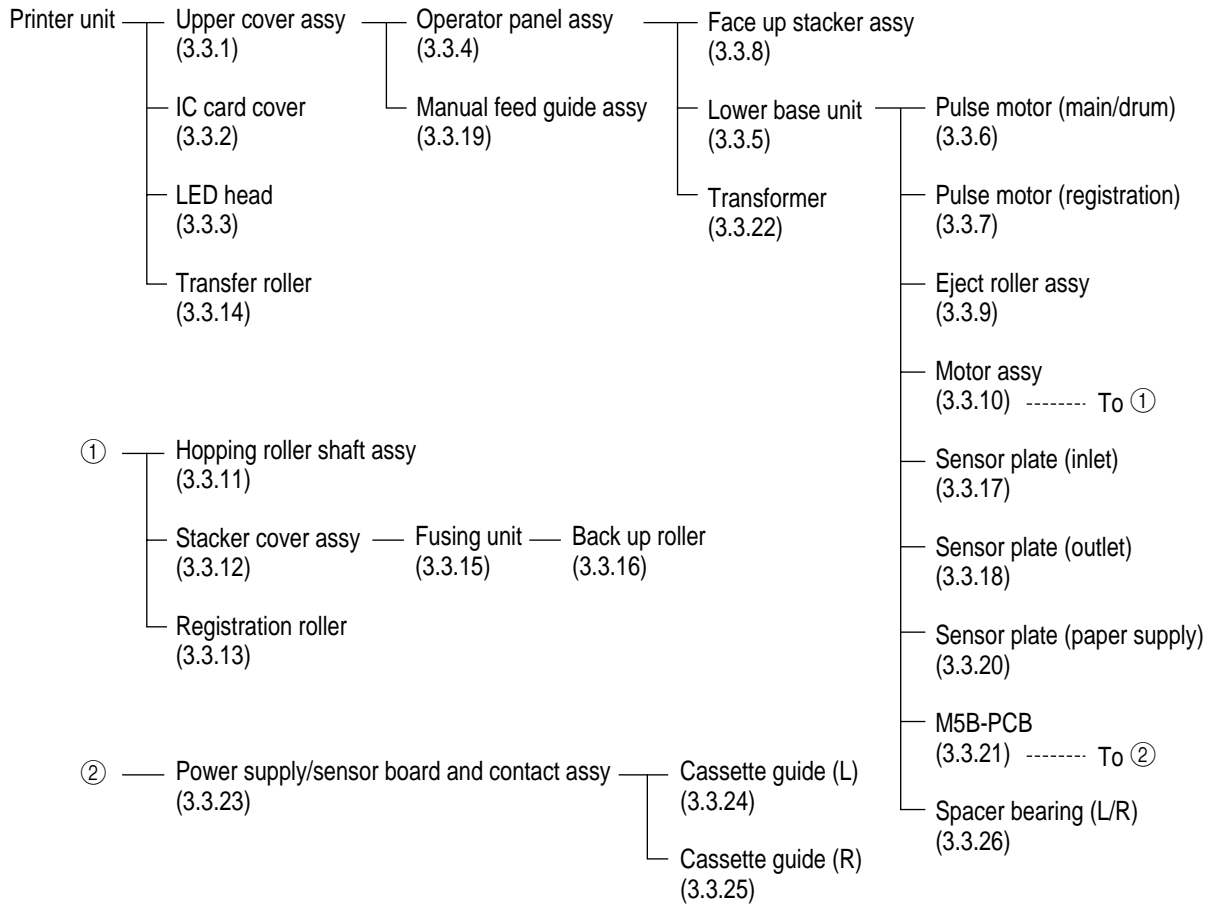 Printer unit
Upper cover assy
(3.3.1)
IC card cover
(3.3.2)
LED head
(3.3.3)
Transfer roller
(3.3.14)
Operator panel assy
(3.3.4)
Manual feed guide assy
(3.3.19)
Face up stacker assy
(3.3.8)
Lower base unit
(3.3.5)
Transformer
(3.3.22)
Pulse motor (main/drum)
(3.3.6)
Pulse motor (registration)
(3.3.7)
Eject roller assy
(3.3.9)
Motor assy
(3.3.10) -------- To ①
Sensor plate (inlet)
(3.3.17)
Sensor plate (outlet)
(3.3.18)
Sensor plate (paper supply)
(3.3.20)
M5B-PCB
(3.3.21) -------- To ②
Spacer bearing (L/R)
(3.3.26)
①
Hopping roller shaft assy
(3.3.11)
Stacker cover assy
(3.3.12)
Fusing unit
(3.3.15)
Back up roller
(3.3.16)
Registration roller
(3.3.13)
②
Power supply/sensor board and contact assy
(3.3.23)
Cassette guide (L)
(3.3.24)
Cassette guide (R)
(3.3.25)